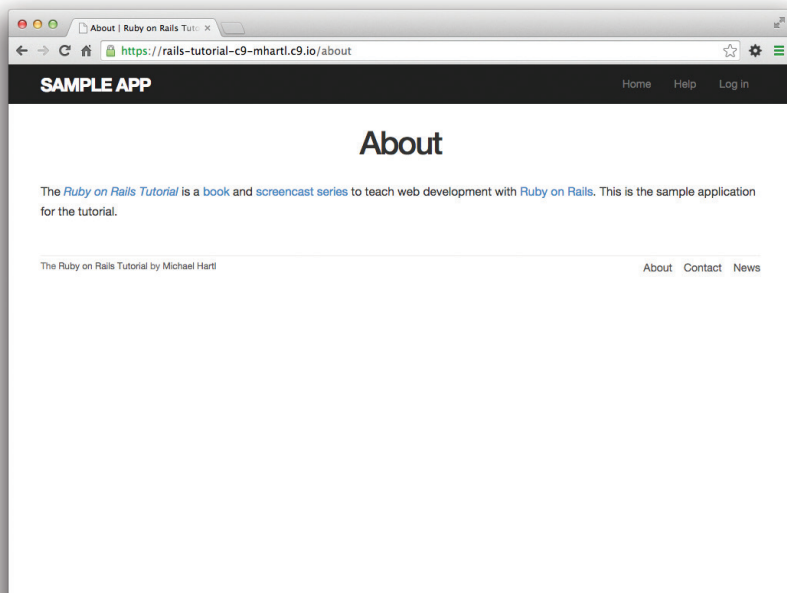 About | Ruby on Rails Tuto
https://rails-tutorial-c9-mhartl.c9.io/about
SAMPLE APP
Home Help Log in
About
The Ruby on Rails Tutorial is a book and screencast series to teach web development with Ruby on Rails. This is the sample application
for the tutorial.
The Ruby on Rails Tutorial by Michael Hartl
About Contact News